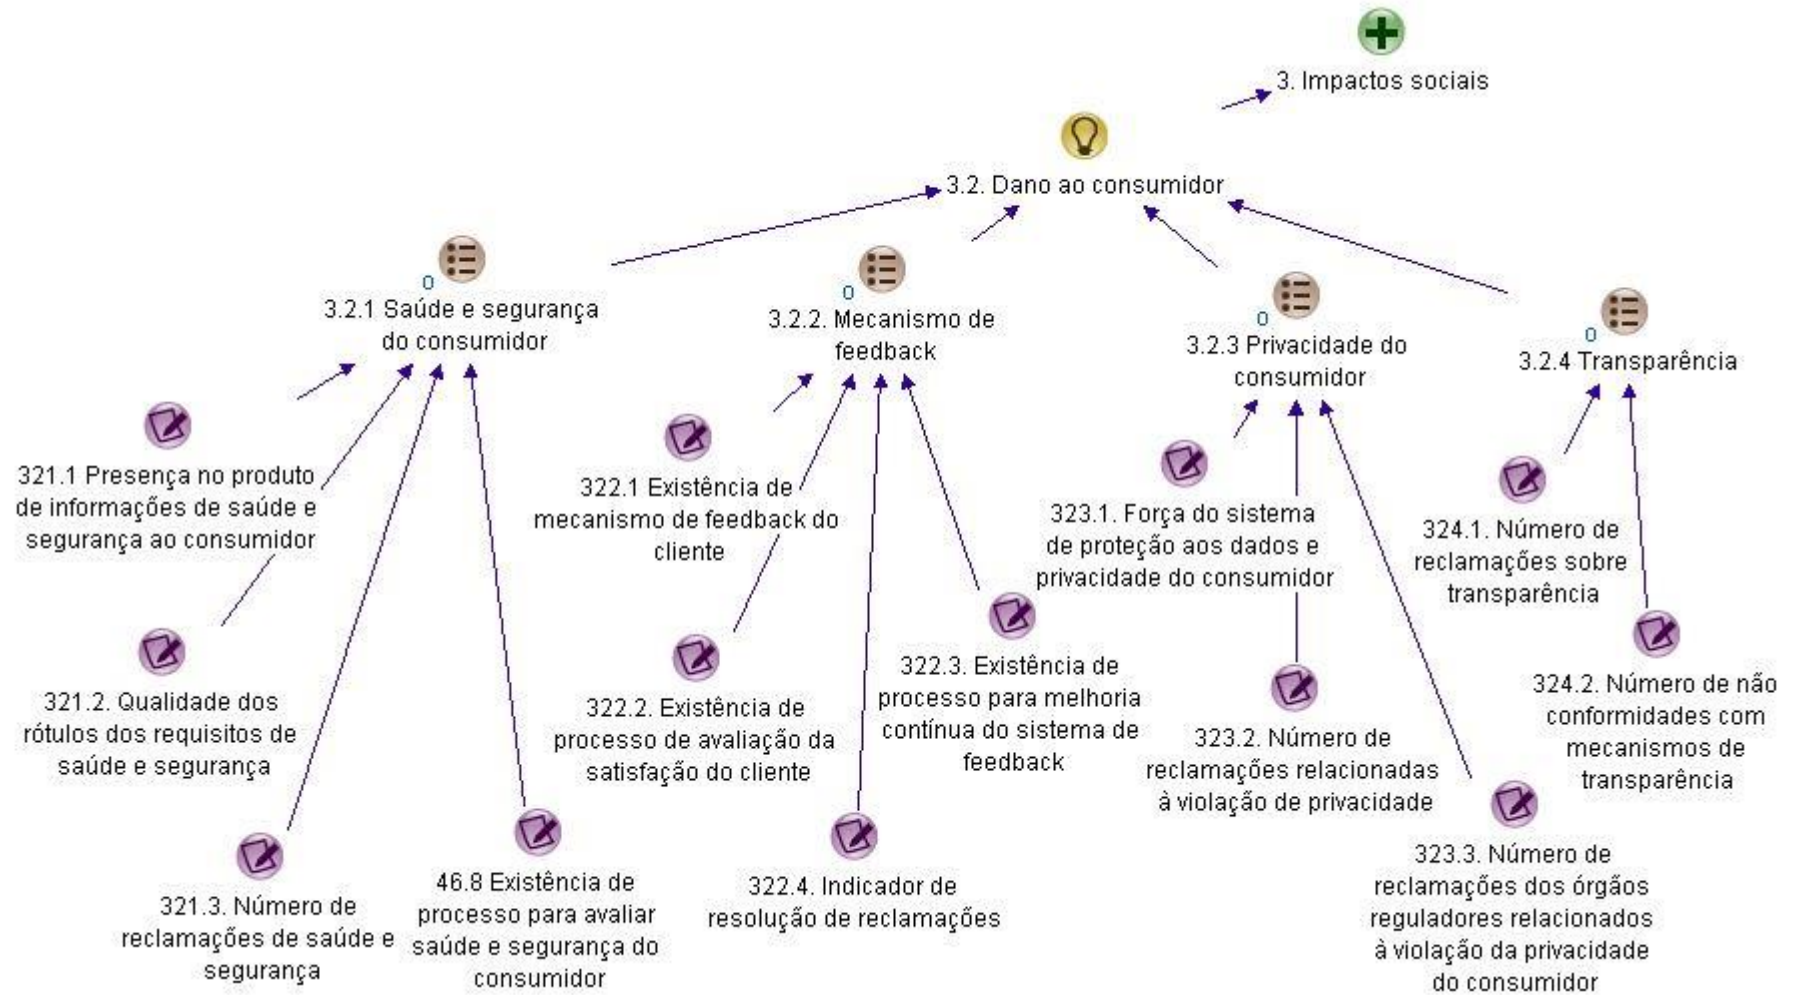 3. Impactos sociais
3.2. Dano ao consumidor
0
3.2.1 Saúde e segurança
do consumidor
0
3.2.2. Mecanismo de
feedback
0
3.2.3 Privacidade do
consumidor
0
3.2.4 Transparência
321.1 Presença no produto
de informações de saúde e
segurança ao consumidor
321.2. Qualidade dos
rótulos dos requisitos de
saúde e segurança
321.3. Número de
reclamações de saúde e
segurança
46.8 Existência de
processo para avaliar
saúde e segurança do
consumidor
322.1 Existência de
mecanismo de feedback do
cliente
322.2. Existência de
processo de avaliação da
satisfação do cliente
322.4. Indicador de
resolução de reclamações
322.3. Existência de
processo para melhoria
contínua do sistema de
feedback
323.1. Força do sistema
de proteção aos dados e
privacidade do consumidor
323.2. Número de
reclamações relacionadas
à violação de privacidade
323.3. Número de
reclamações dos órgãos
reguladores relacionados
à violação da privacidade
do consumidor
324.1. Número de
reclamações sobre
transparência
324.2. Número de não
conformidades com
mecanismos de
transparência